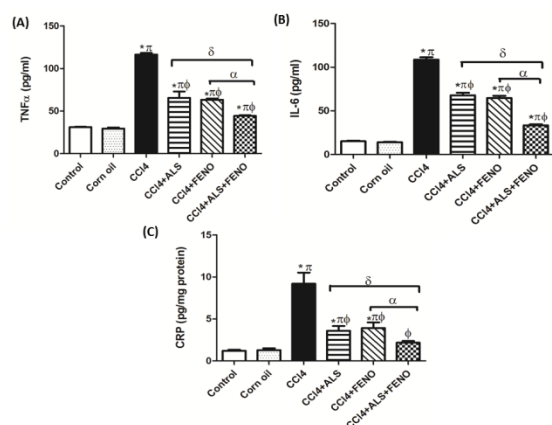 (A)
TNFα (pg/ml)
150
100
50
0
*π
*πϕ
*πϕ
*πϕ
δ
α
Control
Corn oil
CCl4
CCl4+ALS
CCl4+FENO
CCl4+ALS+FENO
(B)
IL-6 (pg/ml)
150
100
50
0
*π
*πϕ
*πϕ
*πϕ
δ
α
Control
Corn oil
CCl4
CCl4+ALS
CCl4+FENO
CCl4+ALS+FENO
(C)
CRP (pg/mg protein)
15
10
5
0
*π
*πϕ
*πϕ
ϕ
δ
α
Control
Corn oil
CCl4
CCl4+ALS
CCl4+FENO
CCl4+ALS+FENO